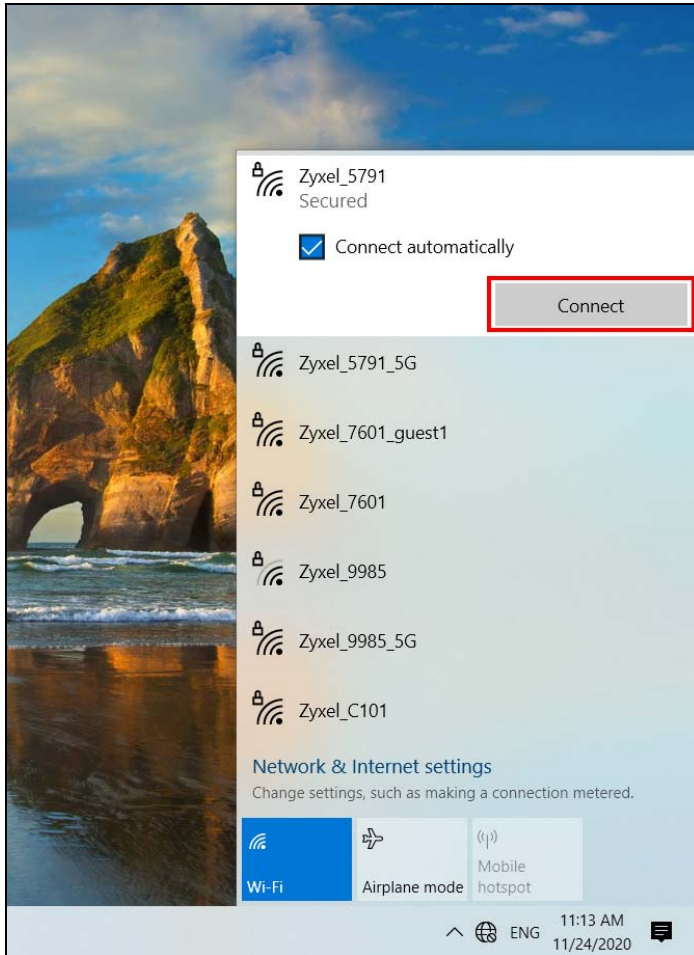 Zyxel_5791
Secured
Connect automatically
Connect
Zyxel_5791_5G
Zyxel_7601_guest1
Zyxel_7601
Zyxel_9985
Zyxel_9985_5G
Zyxel_C101
Network & Internet settings
Change settings, such as making a connection metered.
Wi-Fi
Airplane mode
Mobile
hotspot
ENG
11:13 AM
11/24/2020